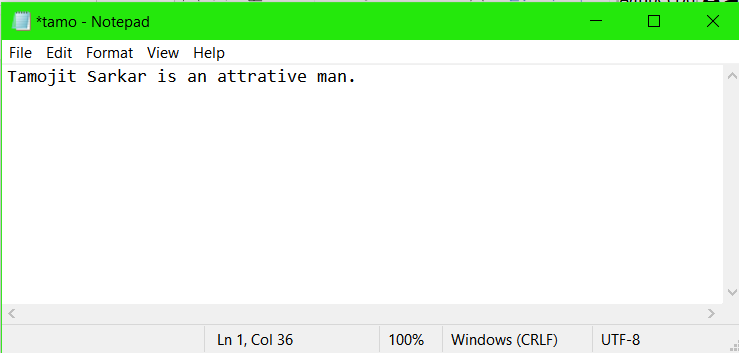 *tamo - Notepad
File Edit Format View Help
Tamojit Sarkar is an attrative man.
Ln 1, Col 36 100% Windows (CRLF) UTF-8